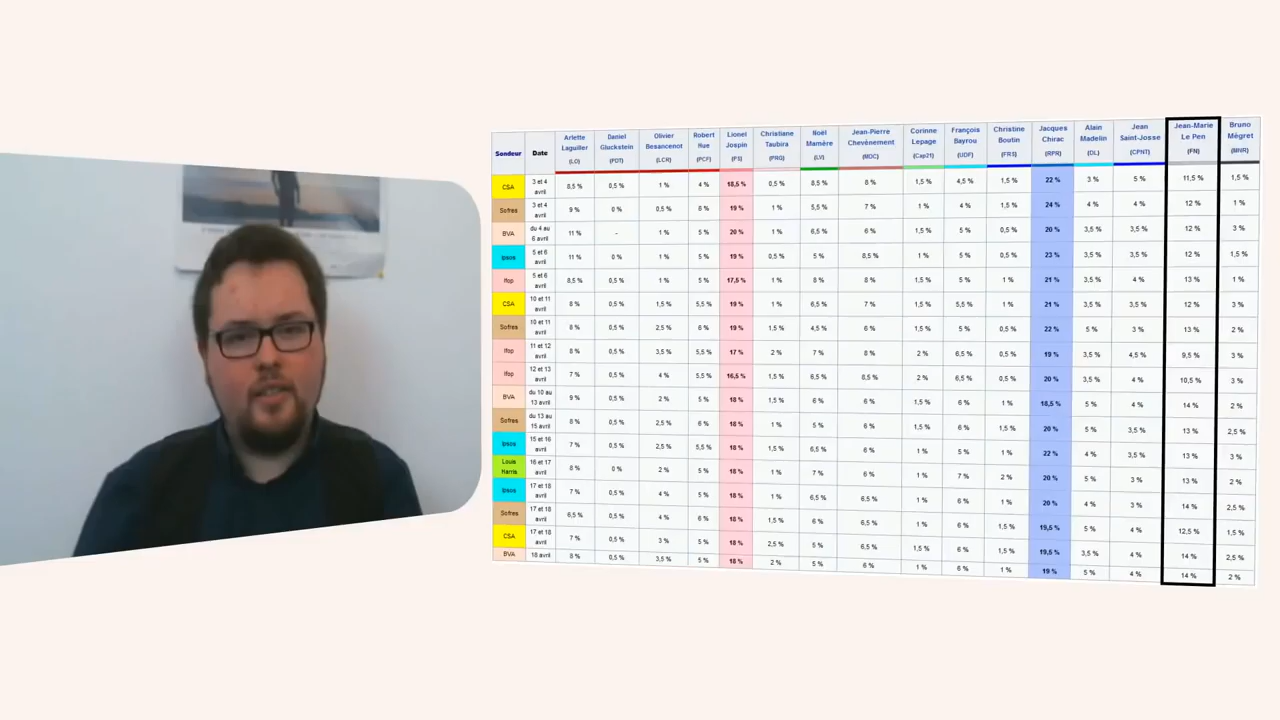 Sondeur Date Arlette Laguiller (LO) Daniel Gluckstein (PDT) Olivier Besancenot (LCR) Robert Hue (PCF) Lionel Jospin (PS) Christiane Taubira (PRG) Noël Mamère (LV) Jean-Pierre Chevènement (MDC) Corinne Lepage (Cap21) François Bayrou (UDF) Christine Boutin (FRS) Jacques Chirac (RPR) Alain Madelin (DL) Jean Saint-Josse (CPNT) Jean-Marie Le Pen (FN) Bruno Mégret (MNR)
CSA 3 et 4 avril 8,5 % 0,5 % 1 % 4 % 18,5 % 0,5 % 8,5 % 8 % 1,5 % 4,5 % 1,5 % 22 % 3 % 5 % 11,5 % 1,5 %
Sofres 3 et 4 avril 9 % 0 % 0,5 % 8 % 19 % 1 % 5,5 % 7 % 1 % 4 % 1,5 % 24 % 4 % 4 % 12 % 1 %
BVA du 4 au 6 avril 11 % - 1 % 5 % 20 % 1 % 6,5 % 6 % 1,5 % 5 % 0,5 % 20 % 3,5 % 3,5 % 12 % 3 %
Ipsos 5 et 6 avril 11 % 0 % 1 % 5 % 19 % 0,5 % 5 % 8,5 % 1 % 5 % 0,5 % 23 % 3,5 % 3,5 % 12 % 1,5 %
Ifop 5 et 6 avril 8,5 % 0,5 % 1 % 5 % 17,5 % 1 % 8 % 8 % 1,5 % 5 % 1 % 21 % 3,5 % 4 % 13 % 1 %
CSA 10 et 11 avril 8 % 0,5 % 1,5 % 5,5 % 19 % 1 % 6,5 % 7 % 1,5 % 5,5 % 1 % 21 % 3,5 % 3,5 % 12 % 3 %
Sofres 10 et 11 avril 8 % 0,5 % 2,5 % 6 % 19 % 1,5 % 4,5 % 6 % 1,5 % 5 % 0,5 % 22 % 5 % 3 % 13 % 2 %
Ifop 11 et 12 avril 8 % 0,5 % 3,5 % 5,5 % 17 % 2 % 7 % 8 % 2 % 6,5 % 0,5 % 19 % 3,5 % 4,5 % 9,5 % 3 %
Ifop 12 et 13 avril 7 % 0,5 % 4 % 5,5 % 16,5 % 1,5 % 6,5 % 8,5 % 2 % 6,5 % 0,5 % 20 % 3,5 % 4 % 10,5 % 3 %
BVA du 10 au 13 avril 9 % 0,5 % 2 % 5 % 18 % 1,5 % 6 % 6 % 1,5 % 6 % 1 % 18,5 % 5 % 4 % 14 % 2 %
Sofres du 13 au 15 avril 8 % 0,5 % 2,5 % 6 % 18 % 1 % 5 % 6 % 1,5 % 6 % 1,5 % 20 % 5 % 3,5 % 13 % 2,5 %
Ipsos 15 et 16 avril 7 % 0,5 % 2,5 % 5,5 % 18 % 1,5 % 6,5 % 6 % 1 % 5 % 1 % 22 % 4 % 3,5 % 13 % 3 %
Louis Harris 16 et 17 avril 8 % 0 % 2 % 5 % 18 % 1 % 7 % 6 % 1 % 7 % 2 % 20 % 5 % 3 % 13 % 2 %
Ipsos 17 et 18 avril 7 % 0,5 % 4 % 5 % 18 % 1 % 6,5 % 6,5 % 1 % 6 % 1 % 20 % 4 % 3 % 14 % 2,5 %
Sofres 17 et 18 avril 6,5 % 0,5 % 4 % 6 % 18 % 1,5 % 6 % 6,5 % 1 % 6 % 1,5 % 19,5 % 5 % 4 % 12,5 % 1,5 %
CSA 17 et 18 avril 7 % 0,5 % 3 % 5 % 18 % 2,5 % 5 % 6,5 % 1,5 % 6 % 1,5 % 19,5 % 3,5 % 4 % 14 % 2,5 %
BVA 18 avril 8 % 0,5 % 3,5 % 5 % 18 % 2 % 5 % 6 % 1 % 6 % 1 % 19 % 5 % 4 % 14 % 2 %